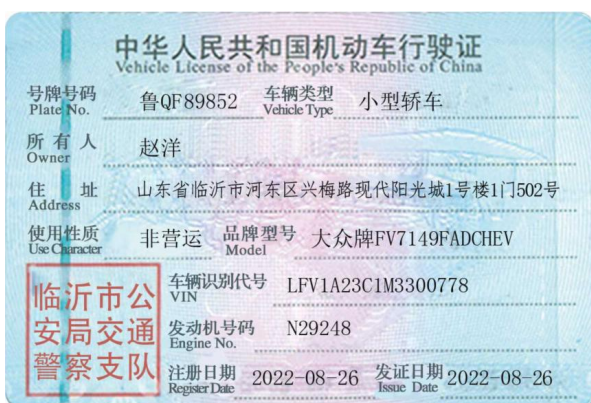 中华人民共和国机动车行驶证
Vehicle License of the People's Republic of China
号牌号码 鲁QF89852 车辆类型 小型轿车
Plate No. Vehicle Type
所有人 赵洋
Owner
住址 山东省临沂市河东区兴梅路现代阳光城1号楼1门502号
Address
使用性质 非营运 品牌型号 大众牌FV7149FADCHEV
Use Character Model
临沂市公安局交通警察支队
车辆识别代号 LFV1A23C1M3300778
VIN
发动机号码 N29248
Engine No.
注册日期 2022-08-26 发证日期 2022-08-26
Register Date Issue Date